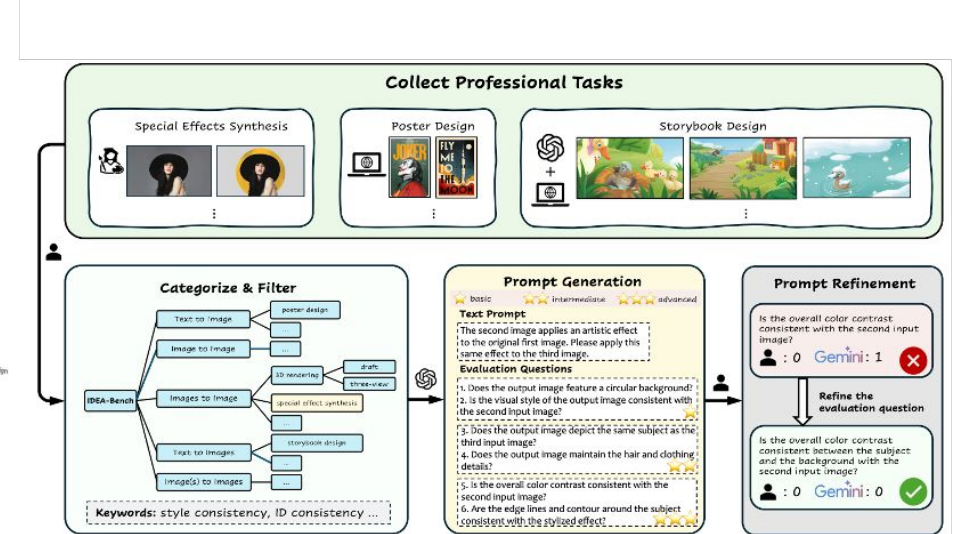 Collect Professional Tasks
Special Effects Synthesis
Poster Design
Storybook Design
JOKER
FLY
ME TO
THE
MOON
+
Categorize & Filter
IDEA-Bench
Text to Image
poster design
...
Image to Image
...
Images to Image
3D rendering
draft
three-view
special effect synthesis
...
Text to Images
storybook design
...
Image(s) to Images
...
Keywords: style consistency, ID consistency ...
Prompt Generation
basic
intermediate
advanced
Text Prompt
The second image applies an artistic effect
to the original first image. Please apply this
same effect to the third image.
Evaluation Questions
1. Does the output image feature a circular background?
2. Is the visual style of the output image consistent with
the second input image?
3. Does the output image depict the same subject as the
third input image?
4. Does the output image maintain the hair and clothing
details?
5. Is the overall color contrast consistent with the
second input image?
6. Are the edge lines and contour around the subject
consistent with the stylized effect?
Prompt Refinement
Is the overall color contrast
consistent with the second input
image?
: 0 Gemini: 1
Refine the
evaluation question
Is the overall color contrast
consistent between the subject
and the background with the
second input image?
: 0 Gemini: 0